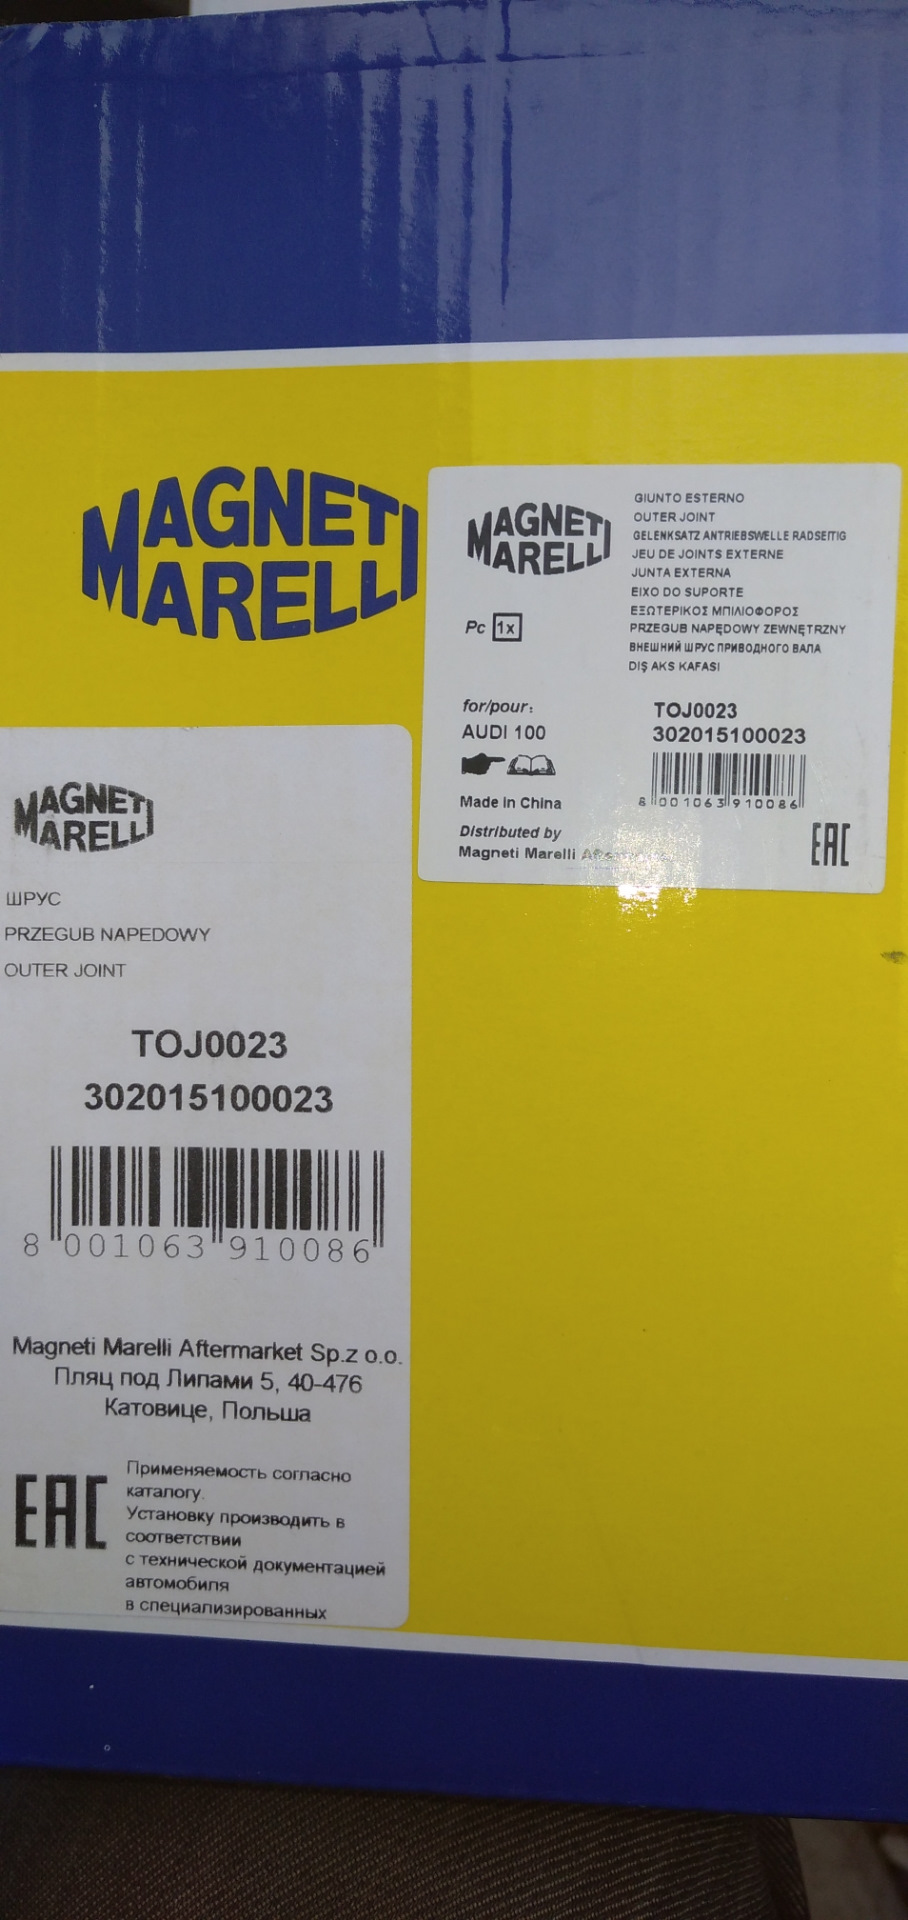 MAGNETI
MARELLI
MAGNETI
MARELLI
GIUNTO ESTERNO
OUTER JOINT
GELENKSATZ ANTRIEBSWELLE RADSEITIG
JEU DE JOINTS EXTERNE
JUNTA EXTERNA
EIXO DO SUPORTE
ΕΞΩΤΕΡΙΚΟΣ ΜΠΙΛΙΟΦΟΡΟΣ
PRZEGUB NAPĘDOWY ZEWNĘTRZNY
ВНЕШНИЙ ШРУС ПРИВОДНОГО ВАЛА
DIŞ AKS KAFASI
Pc 1x
for/pour:
AUDI 100
TOJ0023
302015100023
8 001063 910086
Made in China
Distributed by
Magneti Marelli
EAC
MAGNETI
MARELLI
ШРУС
PRZEGUB NAPEDOWY
OUTER JOINT
TOJ0023
302015100023
8 001063 910086
Magneti Marelli Aftermarket Sp.z o.o.
Пляц под Липами 5, 40-476
Катовице, Польша
EAC
Применяемость согласно
каталогу.
Установку производить в
соответствии
с технической документацией
автомобиля
в специализированных